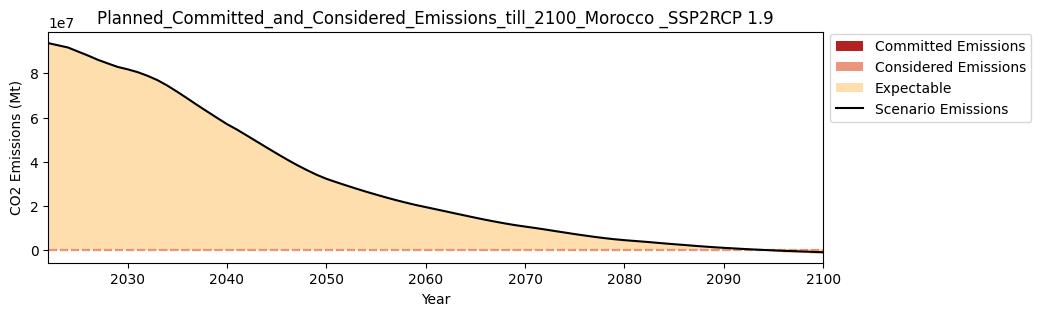 Planned_Committed_and_Considered_Emissions_till_2100_Morocco _SSP2RCP 1.9
1e7
CO2 Emissions (Mt)
8
6
4
2
0
2030 2040 2050 2060 2070 2080 2090 2100
Year
Committed Emissions
Considered Emissions
Expectable
Scenario Emissions